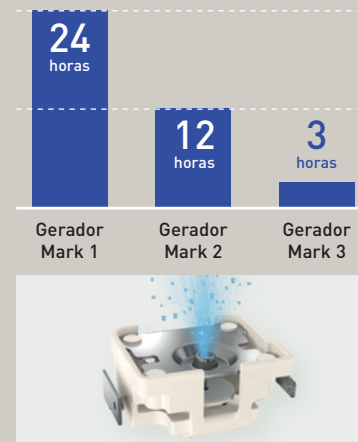 24
horas
12
horas
3
horas
Gerador
Mark 1
Gerador
Mark 2
Gerador
Mark 3